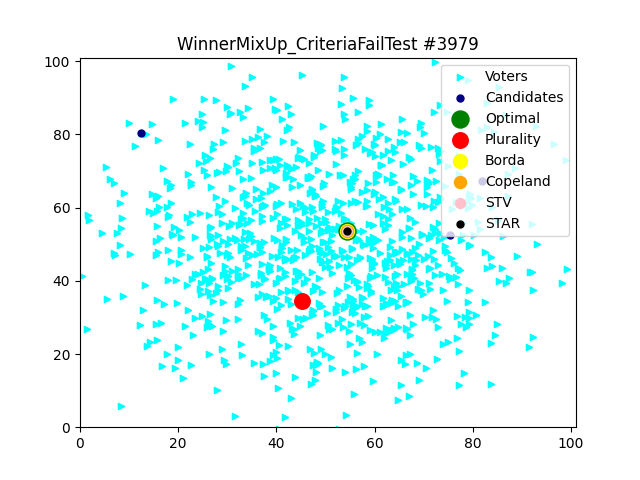 WinnerMixUp_CriteriaFailTest #3979
100
80
60
40
20
0
0
20
40
60
80
100
Voters
Candidates
Optimal
Plurality
Borda
Copeland
STV
STAR